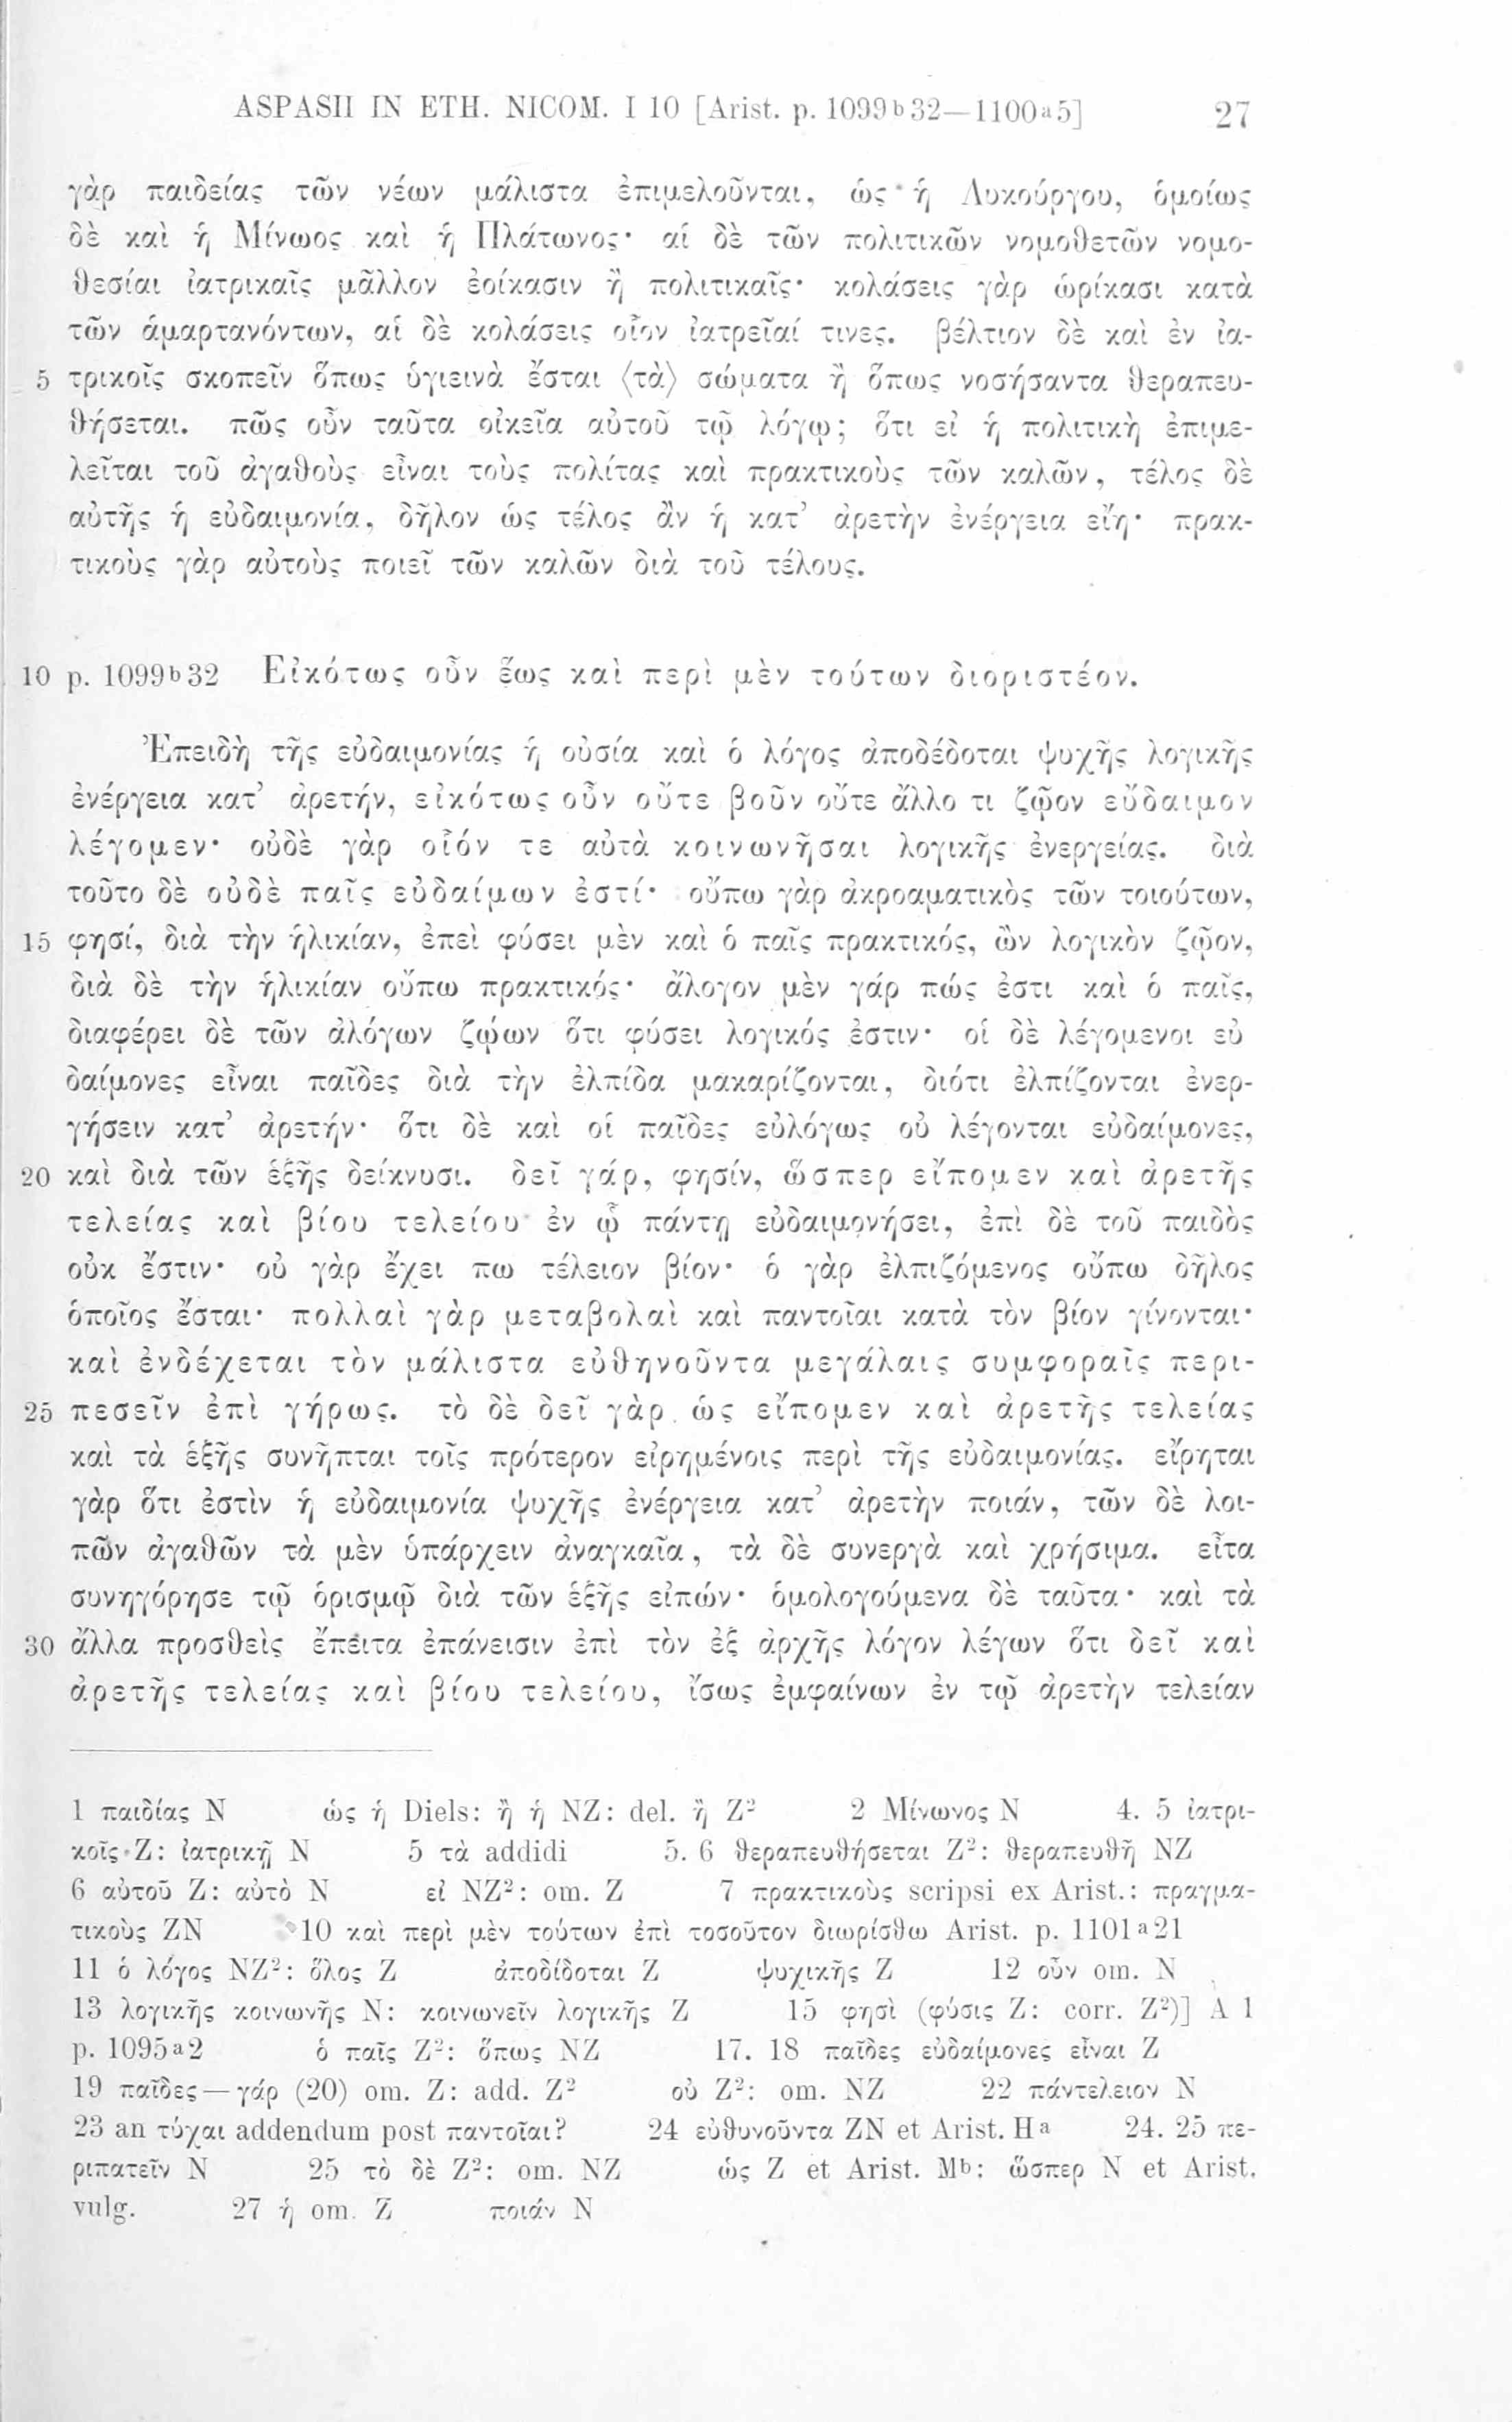 ASPASII IN ETH. NICOM. I 10 [Arist. p. 1099b32—1100a5] 27
γὰρ παιδείας τῶν νέων μάλιστα ἐπιμελοῦνται, ὡς ἡ Λυκούργου, ὁμοίως
δὲ καὶ ἡ Μίνωος καὶ ἡ Πλάτωνος· αἱ δὲ τῶν πολιτικῶν νομοθετῶν νομο-
θεσίαι ἰατρικαῖς μᾶλλον ἐοίκασιν ἢ πολιτικαῖς· κολάσεις γὰρ ὡρίκασι κατὰ
τῶν ἁμαρτανόντων, αἱ δὲ κολάσεις οἷον ἰατρεῖαί τινες. βέλτιον δὲ καὶ ἐν ἰα-
5 τρικοῖς σκοπεῖν ὅπως ὑγιεινὰ ἔσται ⟨τὰ⟩ σώματα ἢ ὅπως νοσήσαντα θεραπευ-
θήσεται. πῶς οὖν ταῦτα οἰκεῖα αὐτοῦ τῷ λόγῳ; ὅτι εἰ ἡ πολιτικὴ ἐπιμε-
λεῖται τοῦ ἀγαθοὺς εἶναι τοὺς πολίτας καὶ πρακτικοὺς τῶν καλῶν, τέλος δὲ
αὐτῆς ἡ εὐδαιμονία, δῆλον ὡς τέλος ἂν ἡ κατ’ ἀρετὴν ἐνέργεια εἴη· πρακ-
τικοὺς γὰρ αὐτοὺς ποιεῖ τῶν καλῶν διὰ τοῦ τέλους.
10 p. 1099b32 Εἰκότως οὖν ἕως καὶ περὶ μὲν τούτων διοριστέον.
Ἐπειδὴ τῆς εὐδαιμονίας ἡ οὐσία καὶ ὁ λόγος ἀποδέδοται ψυχῆς λογικῆς
ἐνέργεια κατ’ ἀρετήν, εἰκότως οὖν οὔτε βοῦν οὔτε ἄλλο τι ζῷον εὔδαιμον
λέγομεν· οὐδὲ γὰρ οἷόν τε αὐτὰ κοινωνῆσαι λογικῆς ἐνεργείας. διὰ
τοῦτο δὲ οὐδὲ παῖς εὐδαίμων ἐστί· οὔπω γὰρ ἀκροαματικὸς τῶν τοιούτων,
15 φησί, διὰ τὴν ἡλικίαν, ἐπεὶ φύσει μὲν καὶ ὁ παῖς πρακτικός, ὢν λογικὸν ζῷον,
διὰ δὲ τὴν ἡλικίαν οὔπω πρακτικός· ἄλογον μὲν γάρ πώς ἐστι καὶ ὁ παῖς,
διαφέρει δὲ τῶν ἀλόγων ζῴων ὅτι φύσει λογικός ἐστιν· οἱ δὲ λέγομενοι εὐ
δαίμονες εἶναι παῖδες διὰ τὴν ἐλπίδα μακαρίζονται, διότι ἐλπίζονται ἐνερ-
γήσειν κατ’ ἀρετήν· ὅτι δὲ καὶ οἱ παῖδες εὐλόγως οὐ λέγονται εὐδαίμονες,
20 καὶ διὰ τῶν ἑξῆς δείκνυσι. δεῖ γάρ, φησίν, ὥσπερ εἴπομεν καὶ ἀρετῆς
τελείας καὶ βίου τελείου ἐν ᾧ πάντῃ εὐδαιμονήσει, ἐπὶ δὲ τοῦ παιδὸς
οὐκ ἔστιν· οὐ γὰρ ἔχει πω τέλειον βίον· ὁ γὰρ ἐλπιζόμενος οὔπω δῆλος
ὁποῖος ἔσται· πολλαὶ γὰρ μεταβολαὶ καὶ παντοῖαι κατὰ τὸν βίον γίνονται·
καὶ ἐνδέχεται τὸν μάλιστα εὐθηνοῦντα μεγάλαις συμφοραῖς περι-
25 πεσεῖν ἐπὶ γήρως. τὸ δὲ δεῖ γὰρ ὡς εἴπομεν καὶ ἀρετῆς τελείας
καὶ τὰ ἑξῆς συνῆπται τοῖς πρότερον εἰρημένοις περὶ τῆς εὐδαιμονίας. εἴρηται
γὰρ ὅτι ἐστὶν ἡ εὐδαιμονία ψυχῆς ἐνέργεια κατ’ ἀρετὴν ποιάν, τῶν δὲ λοι-
πῶν ἀγαθῶν τὰ μὲν ὑπάρχειν ἀναγκαῖα, τὰ δὲ συνεργὰ καὶ χρήσιμα. εἶτα
συνηγόρησε τῷ ὁρισμῷ διὰ τῶν ἑξῆς εἰπών· ὁμολογούμενα δὲ ταῦτα· καὶ τὰ
30 ἄλλα προσθεὶς ἔπειτα ἐπάνεισιν ἐπὶ τὸν ἐξ ἀρχῆς λόγον λέγων ὅτι δεῖ καὶ
ἀρετῆς τελείας καὶ βίου τελείου, ἴσως ἐμφαίνων ἐν τῷ ἀρετὴν τελείαν
1 παιδίας N ὡς ἡ Diels: ἢ ἡ NZ: del. ἢ Z² 2 Μίνωνος N 4. 5 ἰατρι-
κοῖς Z: ἰατρικῇ N 5 τὰ addidi 5. 6 θεραπευθήσεται Z²: θεραπευθῇ NZ
6 αὐτοῦ Z: αὐτὸ N εἰ NZ²: om. Z 7 πρακτικοὺς scripsi ex Arist.: πραγμα-
τικοὺς ZN 10 καὶ περὶ μὲν τούτων ἐπὶ τοσοῦτον διωρίσθω Arist. p. 1101a21
11 ὁ λόγος NZ²: ὅλος Z ἀποδίδοται Z ψυχικῆς Z 12 οὖν om. N
13 λογικῆς κοινωνῆς N: κοινωνεῖν λογικῆς Z 15 φησὶ (φύσις Z: corr. Z²)] A 1
p. 1095a2 ὁ παῖς Z²: ὅπως NZ 17. 18 παῖδες εὐδαίμονες εἶναι Z
19 παῖδες—γάρ (20) om. Z: add. Z² οὐ Z²: om. NZ 22 πάντελειον N
23 an τύχαι addendum post παντοῖαι? 24 εὐθυνοῦντα ZN et Arist. Ha 24. 25 πε-
ριπατεῖν N 25 τὸ δὲ Z²: om. NZ ὡς Z et Arist. Mb: ὥσπερ N et Arist.
vulg. 27 ἡ om. Z ποιάν N